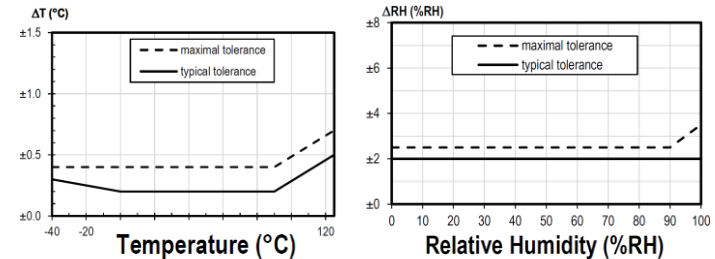 ΔT (°C)
±1.5
±1.0
±0.5
±0.0
maximal tolerance
typical tolerance
-40 -20 120
Temperature (°C)
ΔRH (%RH)
±8
±6
±4
±2
±0
maximal tolerance
typical tolerance
0 10 20 30 40 50 60 70 80 90 100
Relative Humidity (%RH)